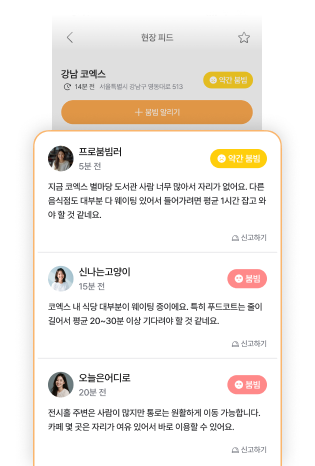 현장 피드
강남 코엑스
14분 전 서울특별시 강남구 영동대로 513
약간 붐빔
+ 붐빔 알리기
프로붐빔러
5분 전
약간 붐빔
지금 코엑스 별마당 도서관 사람 너무 많아서 자리가 없어요. 다른
음식점도 대부분 다 웨이팅 있어서 들어가려면 평균 1시간 잡고 와
야 할 것 같네요.
신고하기
신나는고양이
15분 전
붐빔
코엑스 내 식당 대부분이 웨이팅 중이에요. 특히 푸드코트는 줄이
길어서 평균 20~30분 이상 기다려야 할 것 같네요.
신고하기
오늘은어디로
20분 전
붐빔
전시홀 주변은 사람이 많지만 통로는 원활하게 이동 가능합니다.
카페 몇 곳은 자리가 여유 있어서 바로 이용할 수 있어요.
신고하기